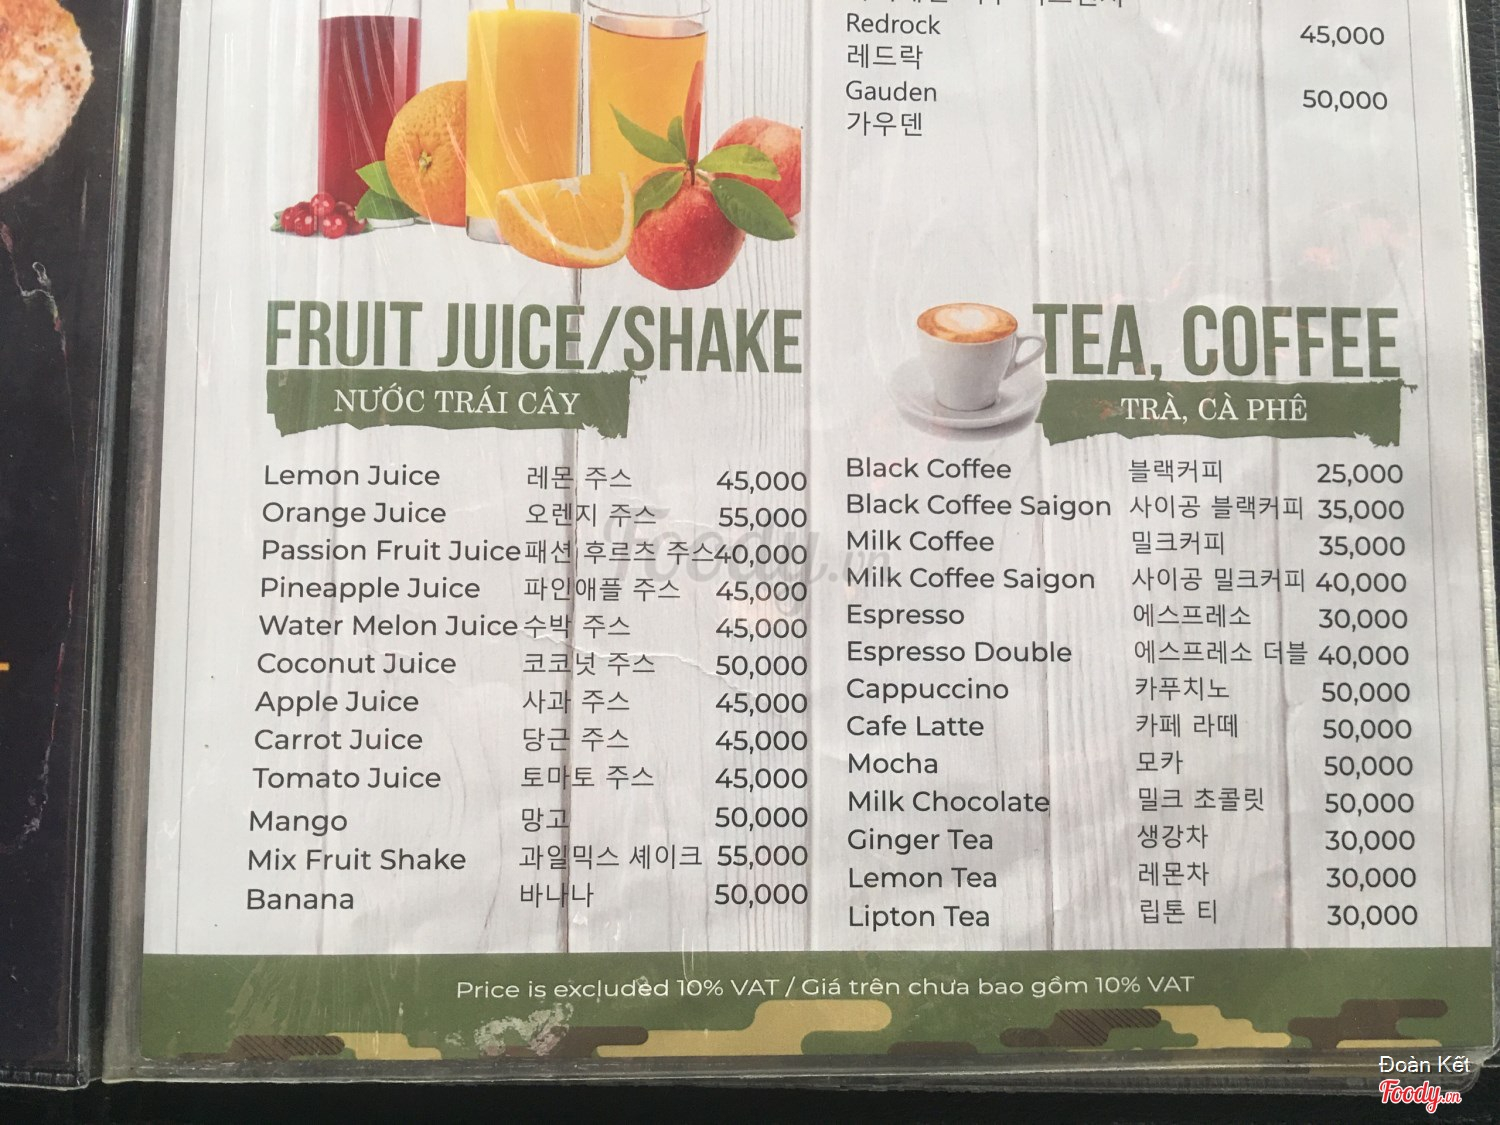 Redrock 45,000
레드락
Gauden 50,000
가우덴
FRUIT JUICE/SHAKE
NƯỚC TRÁI CÂY
Lemon Juice 레몬 주스 45,000
Orange Juice 오렌지 주스 55,000
Passion Fruit Juice 패션 후르츠 주스 40,000
Pineapple Juice 파인애플 주스 45,000
Water Melon Juice 수박 주스 45,000
Coconut Juice 코코넛 주스 50,000
Apple Juice 사과 주스 45,000
Carrot Juice 당근 주스 45,000
Tomato Juice 토마토 주스 45,000
Mango 망고 50,000
Mix Fruit Shake 과일믹스 셰이크 55,000
Banana 바나나 50,000
TEA, COFFEE
TRÀ, CÀ PHÊ
Black Coffee 블랙커피 25,000
Black Coffee Saigon 사이공 블랙커피 35,000
Milk Coffee 밀크커피 35,000
Milk Coffee Saigon 사이공 밀크커피 40,000
Espresso 에스프레소 30,000
Espresso Double 에스프레소 더블 40,000
Cappuccino 카푸치노 50,000
Cafe Latte 카페 라떼 50,000
Mocha 모카 50,000
Milk Chocolate 밀크 초콜릿 50,000
Ginger Tea 생강차 30,000
Lemon Tea 레몬차 30,000
Lipton Tea 립톤 티 30,000
Price is excluded 10% VAT / Giá trên chưa bao gồm 10% VAT
Foody.vn
Đoàn Kết
Foody.vn